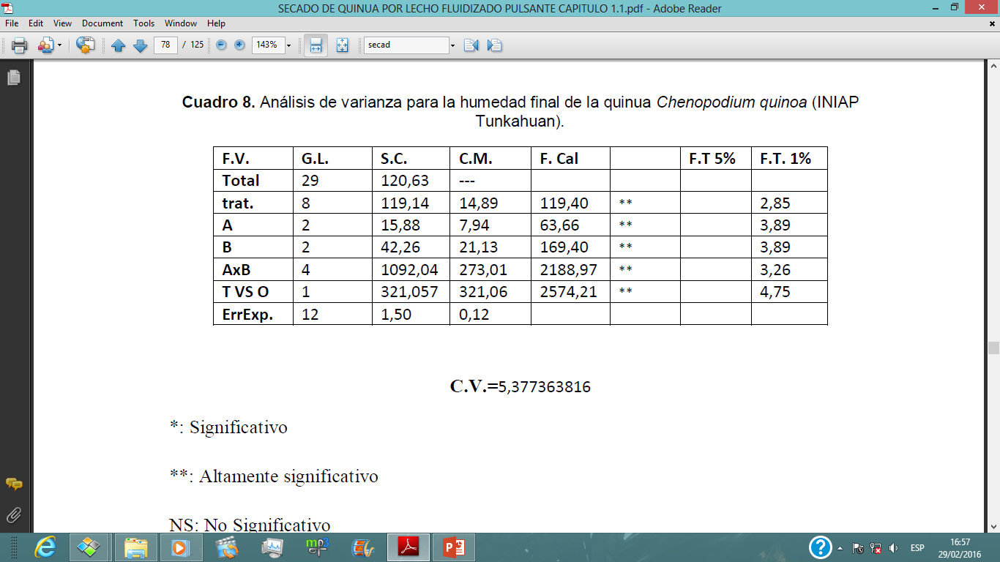 SECADO DE QUINUA POR LECHO FLUIDIZADO PULSANTE CAPITULO 1.1.pdf - Adobe Reader
File Edit View Document Tools Window Help
78 / 125 143% secad
Cuadro 8. Análisis de varianza para la humedad final de la quinua Chenopodium quinoa (INIAP
Tunkahuan).
F.V. G.L. S.C. C.M. F. Cal F.T 5% F.T. 1%
Total 29 120,63 ---
trat. 8 119,14 14,89 119,40 ** 2,85
A 2 15,88 7,94 63,66 ** 3,89
B 2 42,26 21,13 169,40 ** 3,89
AxB 4 1092,04 273,01 2188,97 ** 3,26
T VS O 1 321,057 321,06 2574,21 ** 4,75
ErrExp. 12 1,50 0,12
C.V.=5,377363816
*: Significativo
**: Altamente significativo
NS: No Significativo
mp3
ESP
16:57
29/02/2016